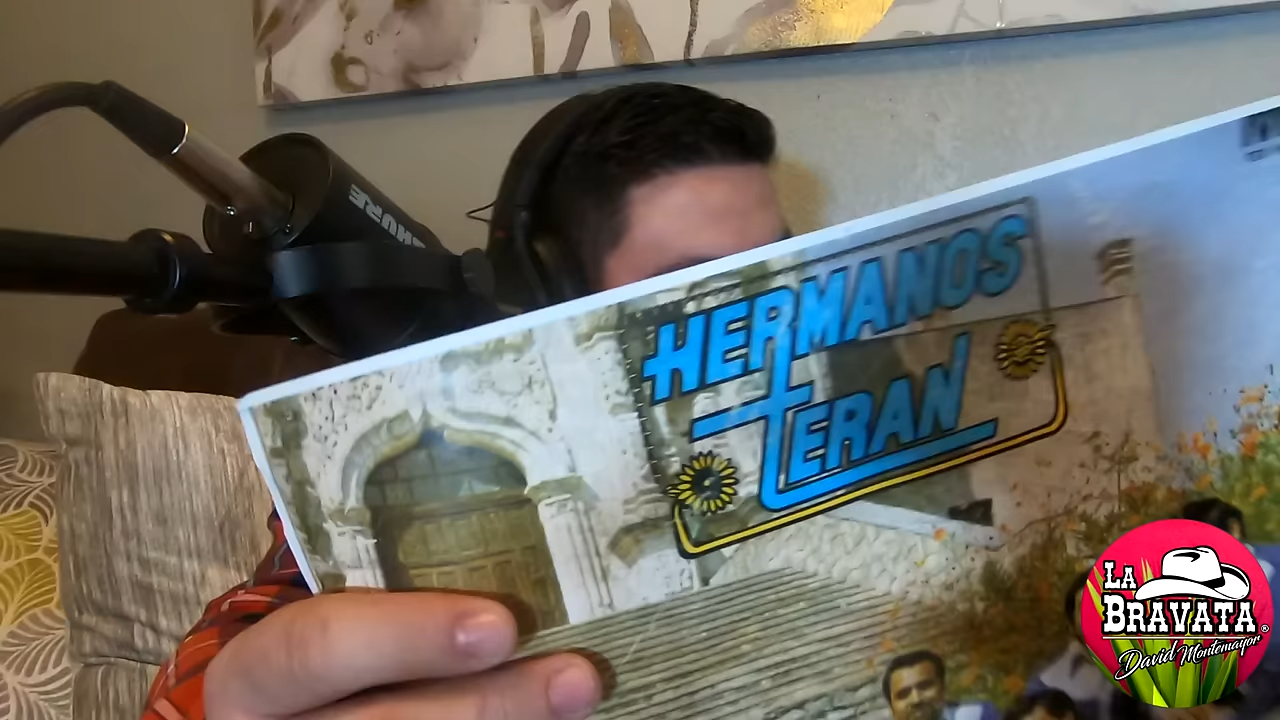 SHURE
HERMANOS
TERAN
LA
BRAVATA®
David Montemayor